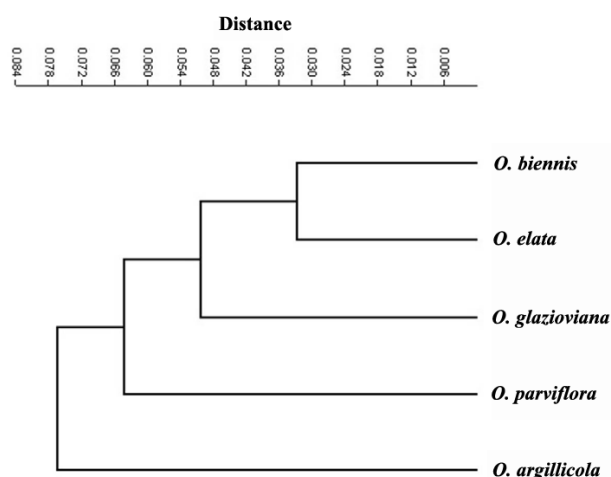 Distance
0.084 0.078 0.072 0.066 0.060 0.054 0.048 0.042 0.036 0.030 0.024 0.018 0.012 0.006
O. biennis
O. elata
O. glazioviana
O. parviflora
O. argillicola